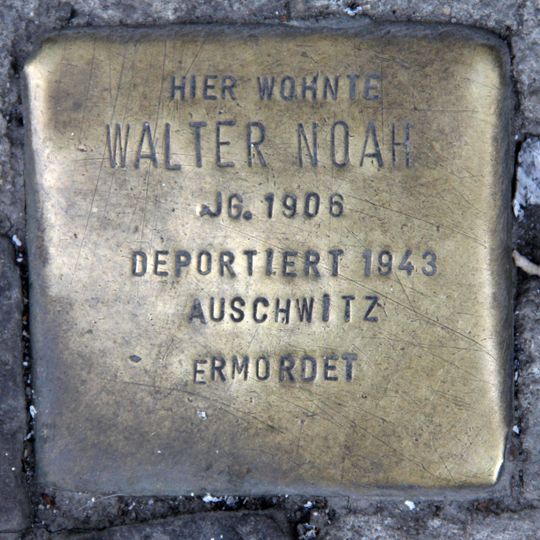 HIER WOHNTE
WALTER NOAH
JG. 1906
DEPORTIERT 1943
AUSCHWITZ
ERMORDET